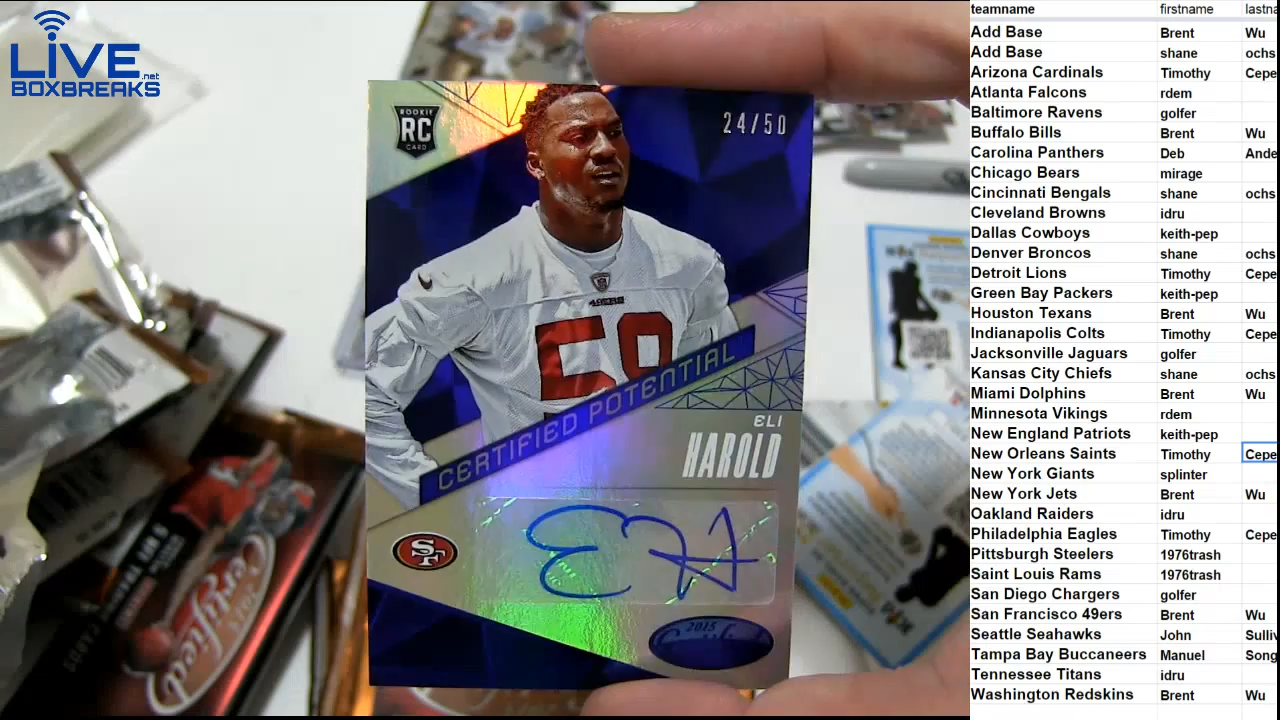 LIVE.net
BOXBREAKS
ROOKIE
RC
CARD
24/50
49ERS
59
CERTIFIED POTENTIAL
ELI
HAROLD
SF
2015
Certified
teamname firstname lastna
Add Base Brent Wu
Add Base shane ochs
Arizona Cardinals Timothy Cepe
Atlanta Falcons rdem
Baltimore Ravens golfer
Buffalo Bills Brent Wu
Carolina Panthers Deb Ande
Chicago Bears mirage
Cincinnati Bengals shane ochs
Cleveland Browns idru
Dallas Cowboys keith-pep
Denver Broncos shane ochs
Detroit Lions Timothy Cepe
Green Bay Packers keith-pep
Houston Texans Brent Wu
Indianapolis Colts Timothy Cepe
Jacksonville Jaguars golfer
Kansas City Chiefs shane ochs
Miami Dolphins Brent Wu
Minnesota Vikings rdem
New England Patriots keith-pep
New Orleans Saints Timothy Cepe
New York Giants splinter
New York Jets Brent Wu
Oakland Raiders idru
Philadelphia Eagles Timothy Cepe
Pittsburgh Steelers 1976trash
Saint Louis Rams 1976trash
San Diego Chargers golfer
San Francisco 49ers Brent Wu
Seattle Seahawks John Sulliv
Tampa Bay Buccaneers Manuel Song
Tennessee Titans idru
Washington Redskins Brent Wu